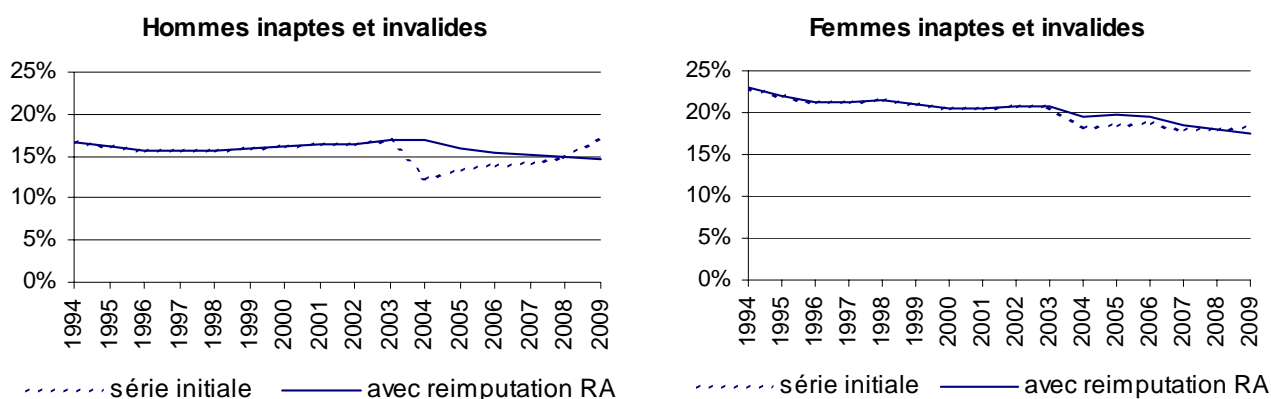 Hommes inaptes et invalides
25%
20%
15%
10%
5%
0%
1994 1995 1996 1997 1998 1999 2000 2001 2002 2003 2004 2005 2006 2007 2008 2009
série initiale avec reimputation RA
Femmes inaptes et invalides
25%
20%
15%
10%
5%
0%
1994 1995 1996 1997 1998 1999 2000 2001 2002 2003 2004 2005 2006 2007 2008 2009
série initiale avec reimputation RA